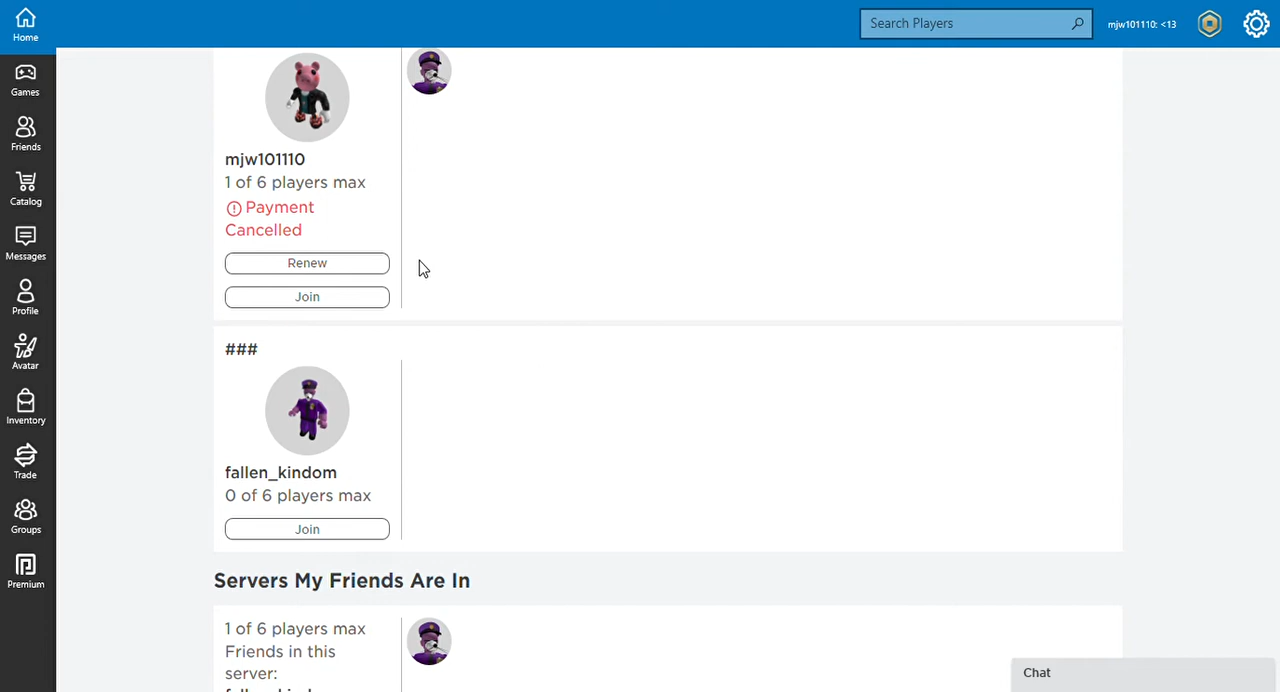 Home
Search Players
mjw101110: <13
Games
Friends
Catalog
Messages
Profile
Avatar
Inventory
Trade
Groups
Premium
mjw101110
1 of 6 players max
Payment
Cancelled
Renew
Join
###
fallen_kindom
0 of 6 players max
Join
Servers My Friends Are In
1 of 6 players max
Friends in this
server:
Chat